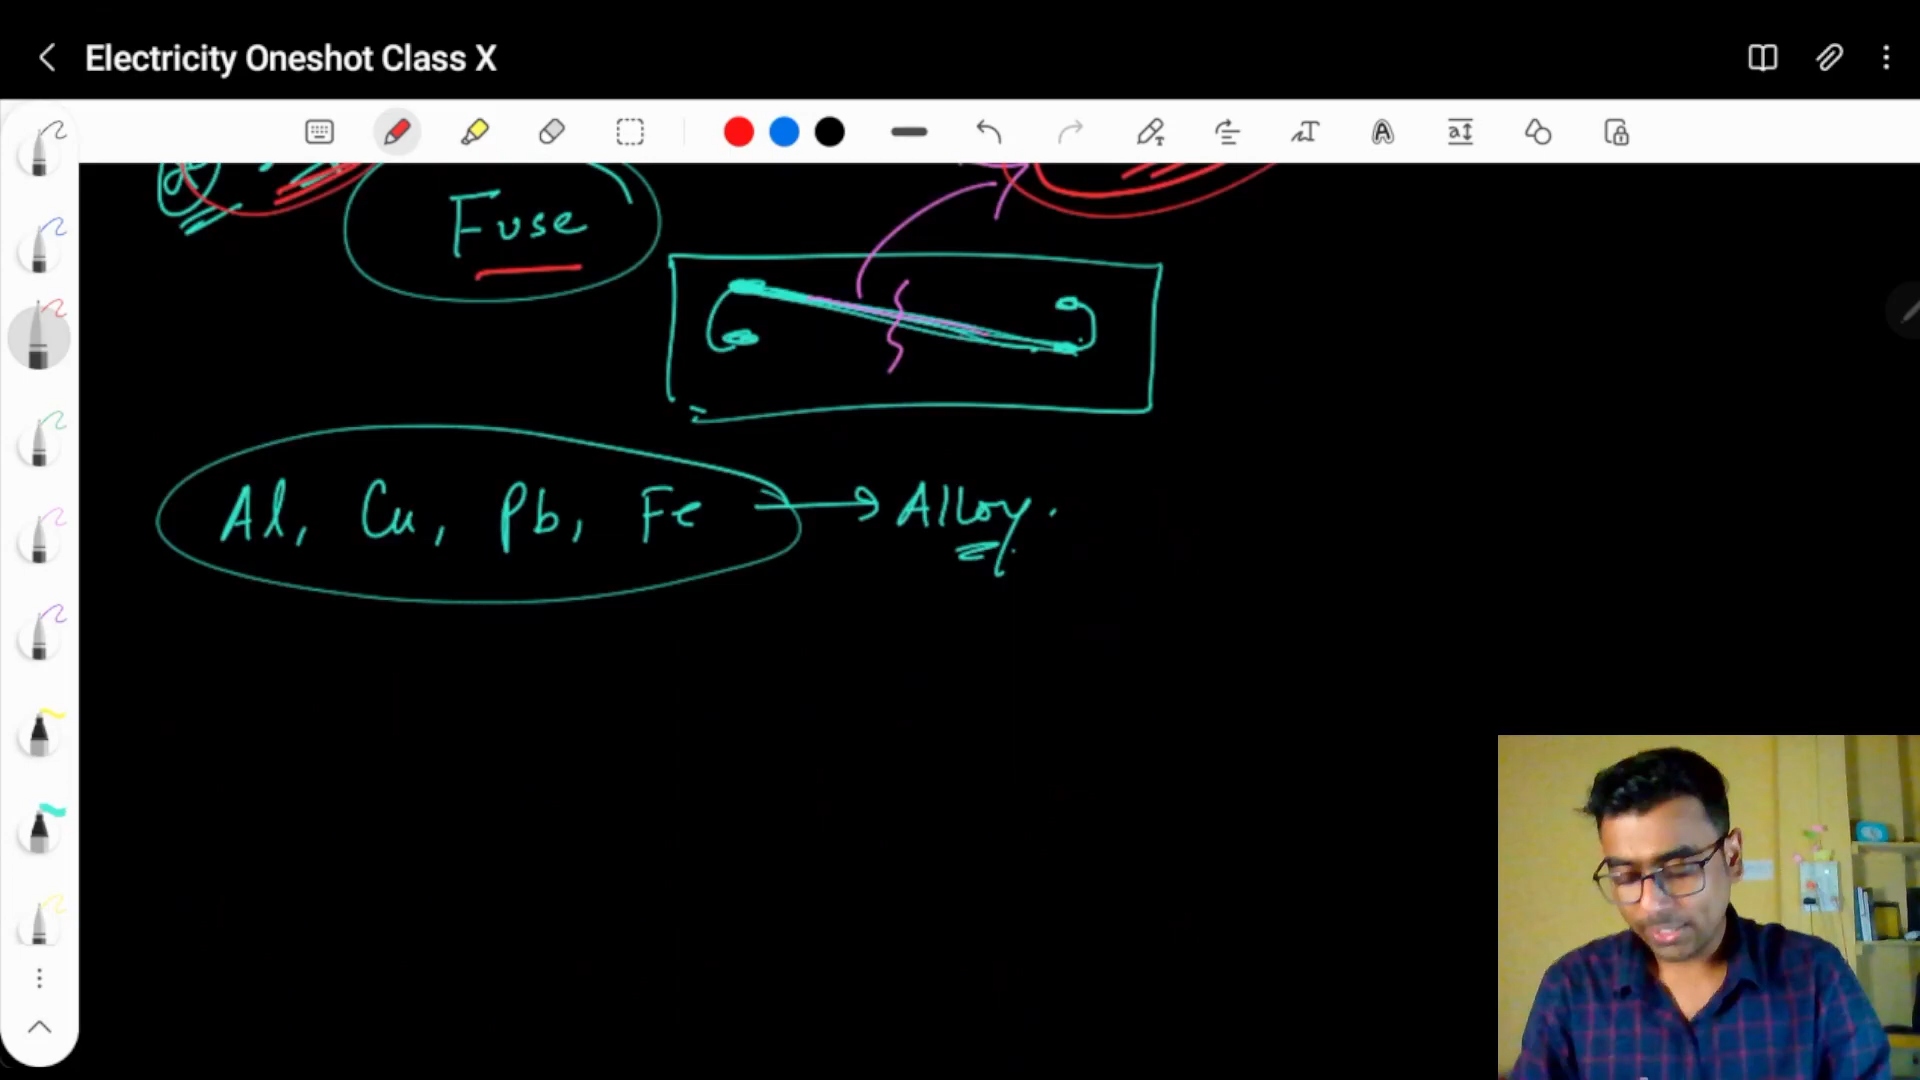 Electricity Oneshot Class X
Fuse
Al, Cu, Pb, Fe → Alloy.